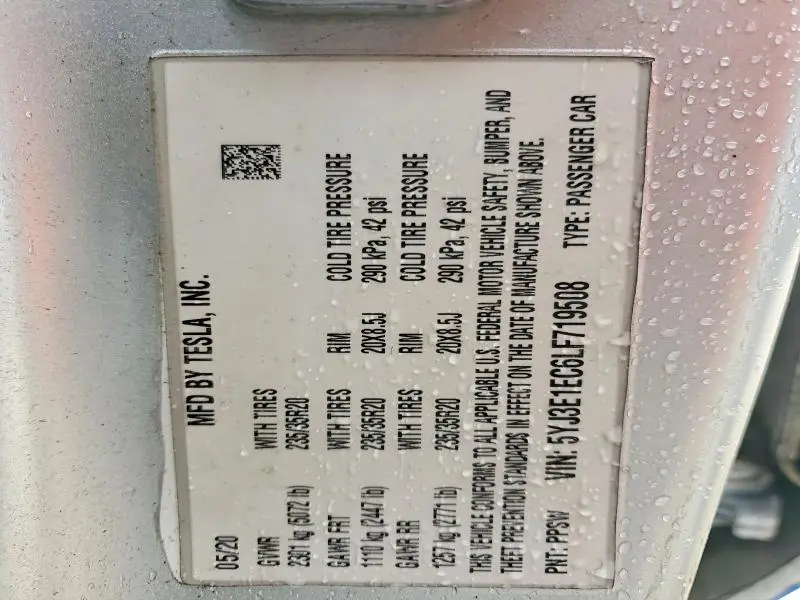 MFD BY TESLA, INC.
05/20
GVWR WITH TIRES
2301 kg (5072 lb) 235/35R20
GAWR FRT WITH TIRES RIM COLD TIRE PRESSURE
1110 kg (2447 lb) 235/35R20 20X8.5J 290 kPa, 42 psi
GAWR RR WITH TIRES RIM COLD TIRE PRESSURE
1257 kg (2771 lb) 235/35R20 20X8.5J 290 kPa, 42 psi
THIS VEHICLE CONFORMS TO ALL APPLICABLE U.S. FEDERAL MOTOR VEHICLE SAFETY, BUMPER, AND
THEFT PREVENTION STANDARDS IN EFFECT ON THE DATE OF MANUFACTURE SHOWN ABOVE.
PNT: PPSW VIN: 5YJ3E1EC6LF719508 TYPE: PASSENGER CAR